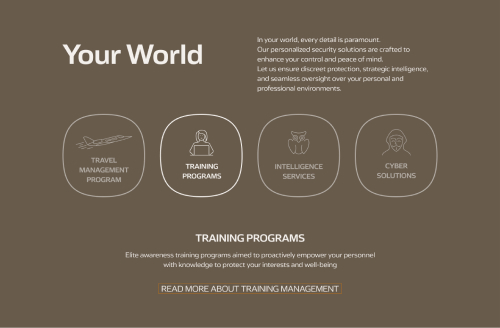 Your World
In your world, every detail is paramount.
Our personalized security solutions are crafted to
enhance your control and peace of mind.
Let us ensure discreet protection, strategic intelligence,
and seamless oversight over your personal and
professional environments.
TRAVEL
MANAGEMENT
PROGRAM
TRAINING
PROGRAMS
INTELLIGENCE
SERVICES
CYBER
SOLUTIONS
TRAINING PROGRAMS
Elite awareness training programs aimed to proactively empower your personnel
with knowledge to protect your interests and well-being
READ MORE ABOUT TRAINING MANAGEMENT